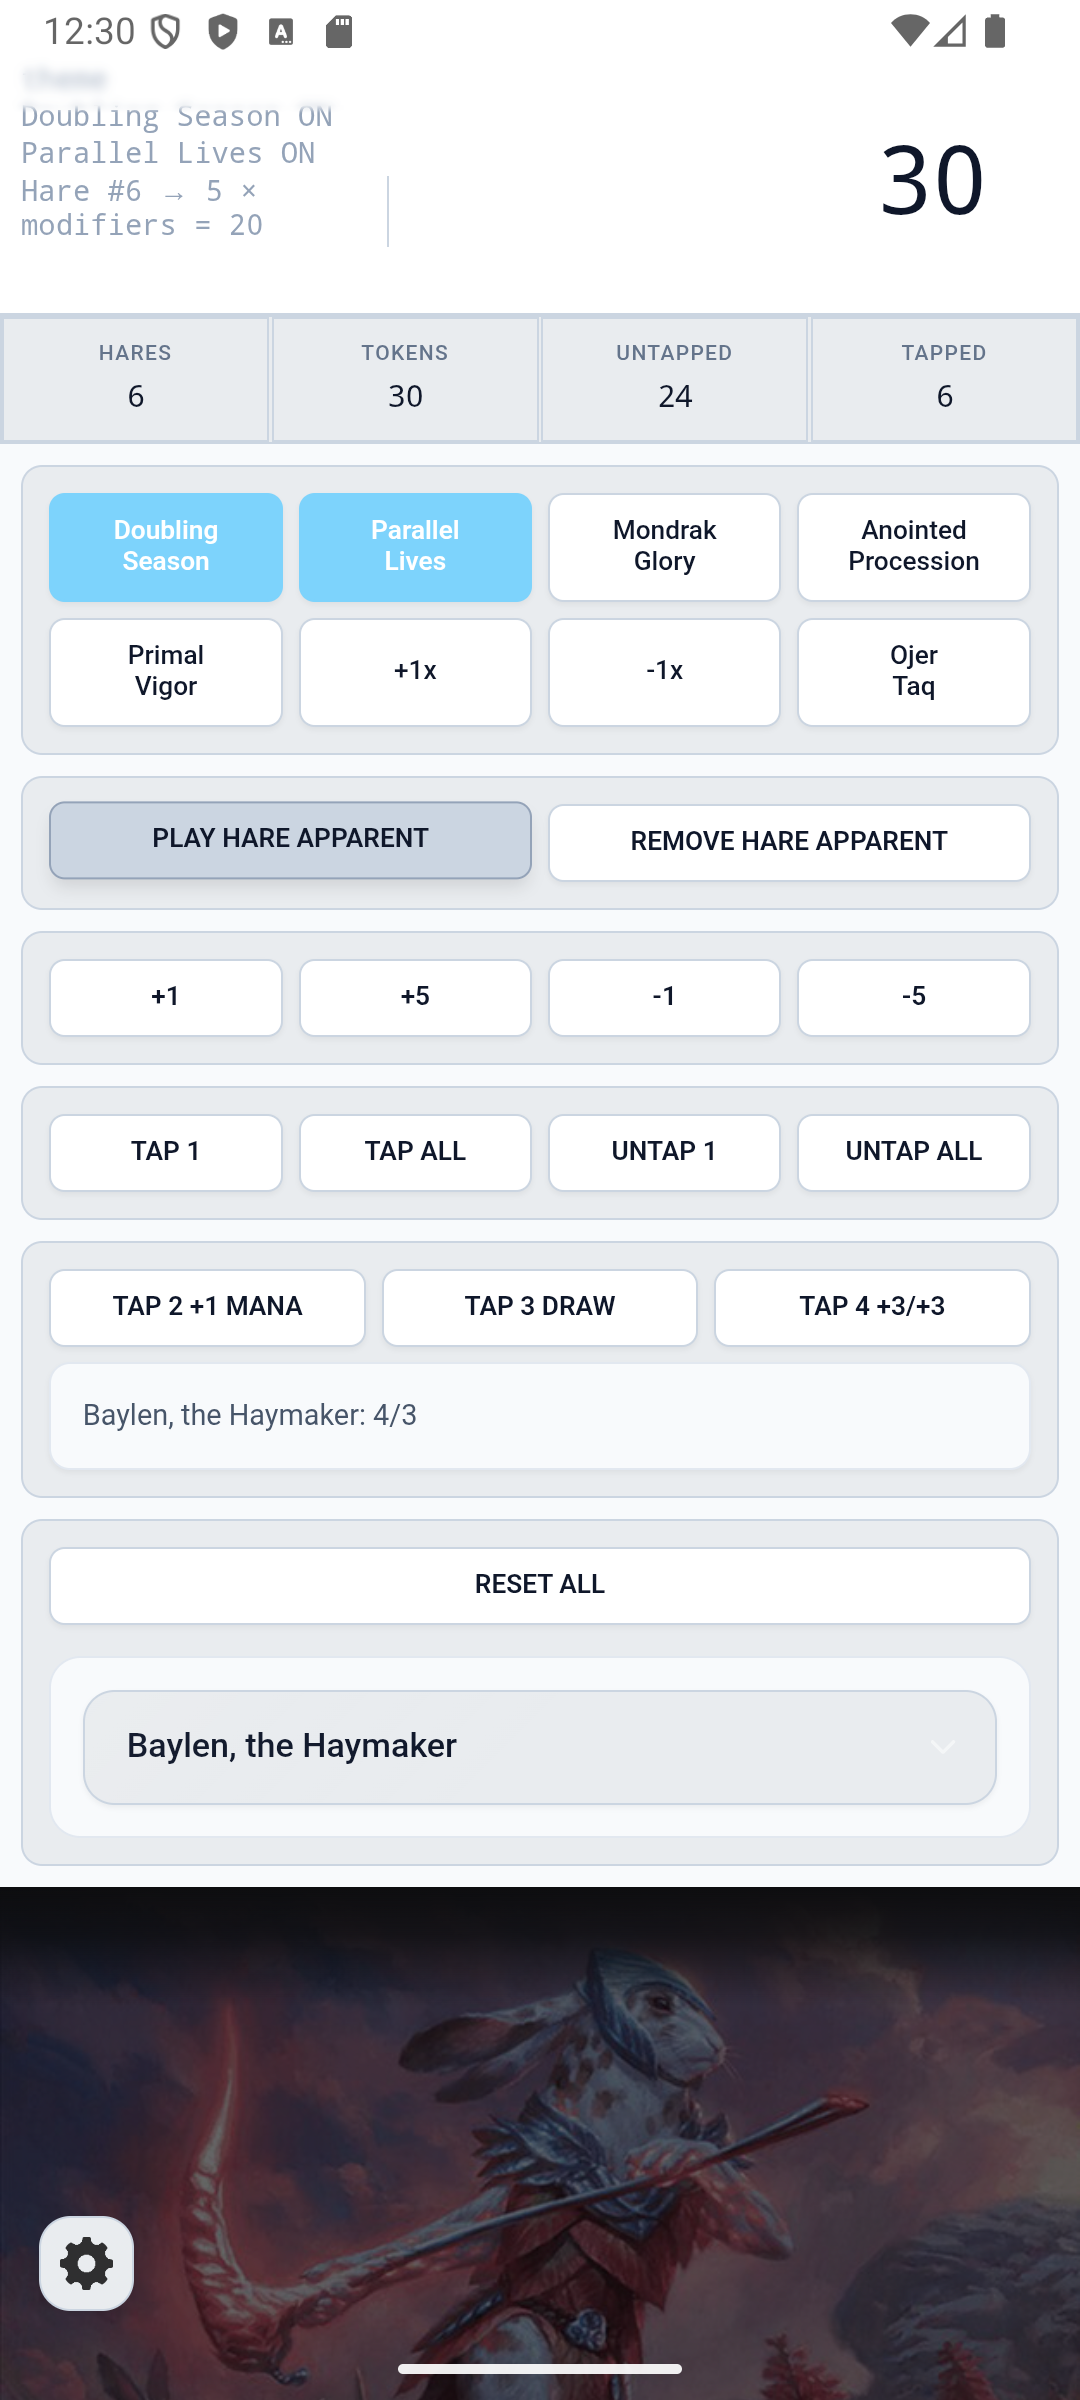 12:30
Doubling Season ON
Parallel Lives ON
Hare #6 → 5 ×
modifiers = 20
30
HARES
6
TOKENS
30
UNTAPPED
24
TAPPED
6
Doubling
Season
Parallel
Lives
Mondrak
Glory
Anointed
Procession
Primal
Vigor
+1x
-1x
Ojer
Taq
PLAY HARE APPARENT
REMOVE HARE APPARENT
+1
+5
-1
-5
TAP 1
TAP ALL
UNTAP 1
UNTAP ALL
TAP 2 +1 MANA
TAP 3 DRAW
TAP 4 +3/+3
Baylen, the Haymaker: 4/3
RESET ALL
Baylen, the Haymaker